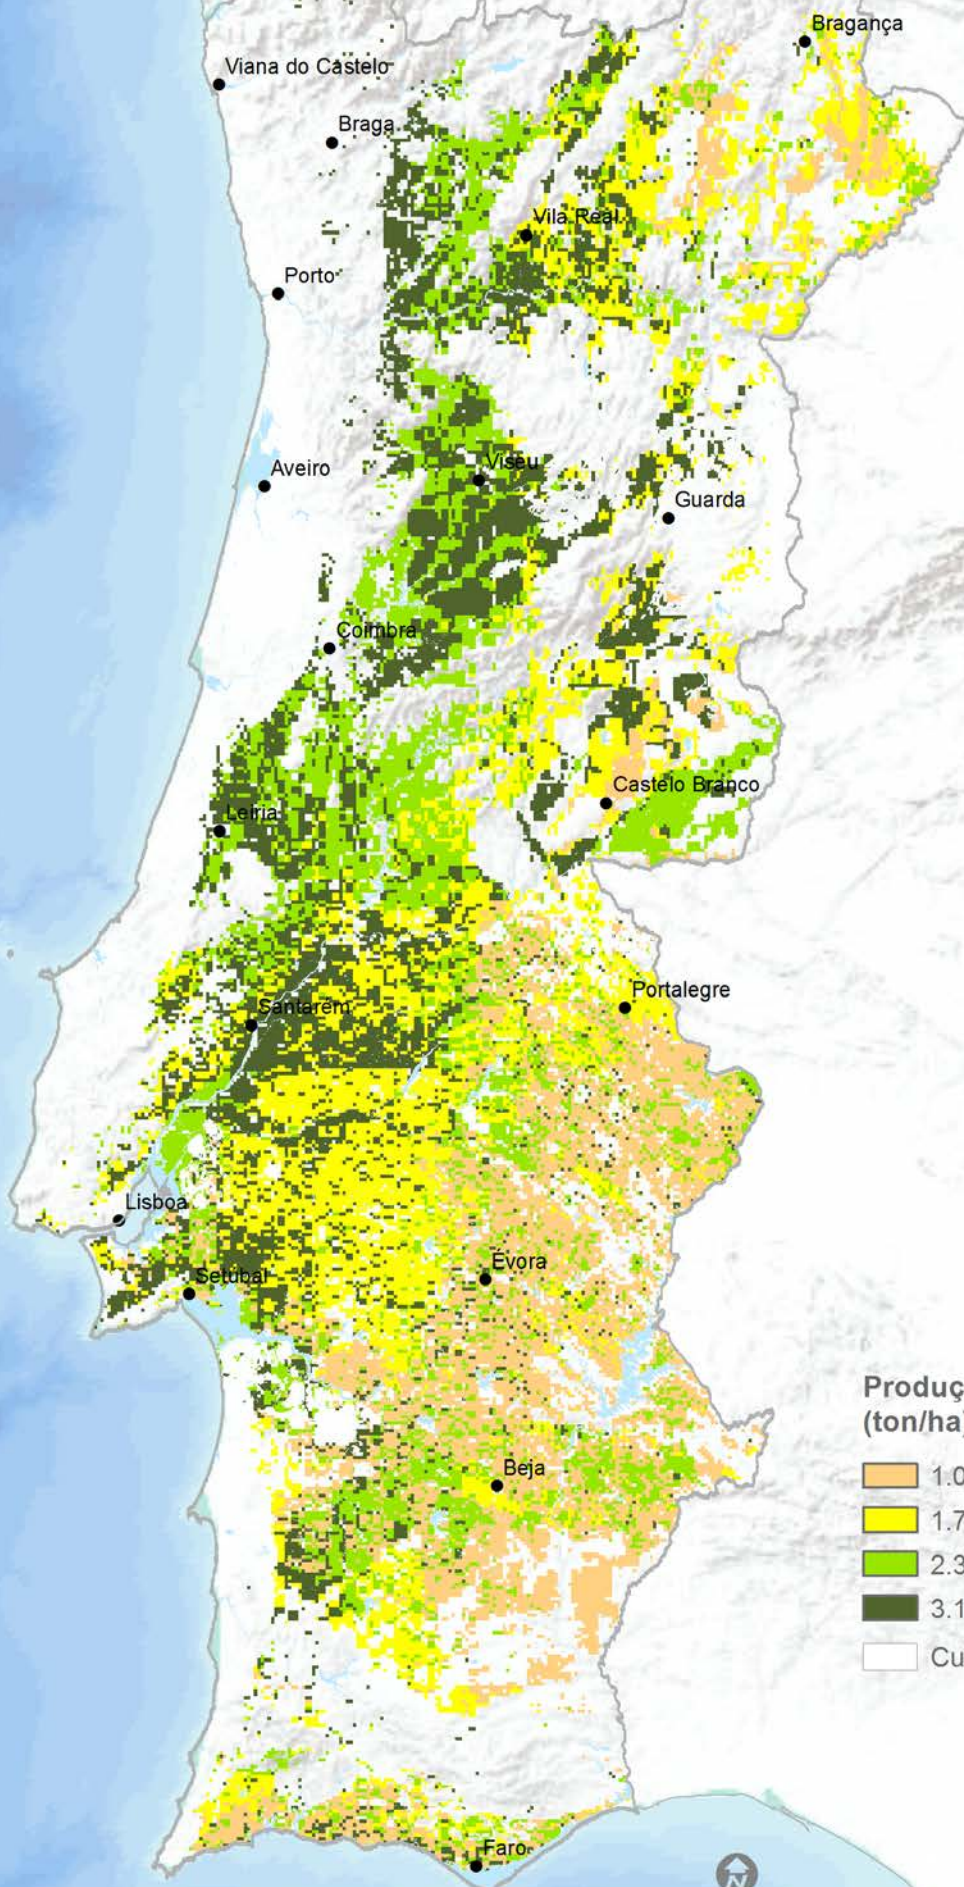 Bragança
Viana do Castelo
Braga
Vila Real
Porto
Viseu
Aveiro
Guarda
Coimbra
Castelo Branco
Leiria
Portalegre
Santarém
Lisboa
Évora
Setúbal
Produç
(ton/ha)
1.0
Beja
1.7
2.3
3.1
Cu
Faro
N